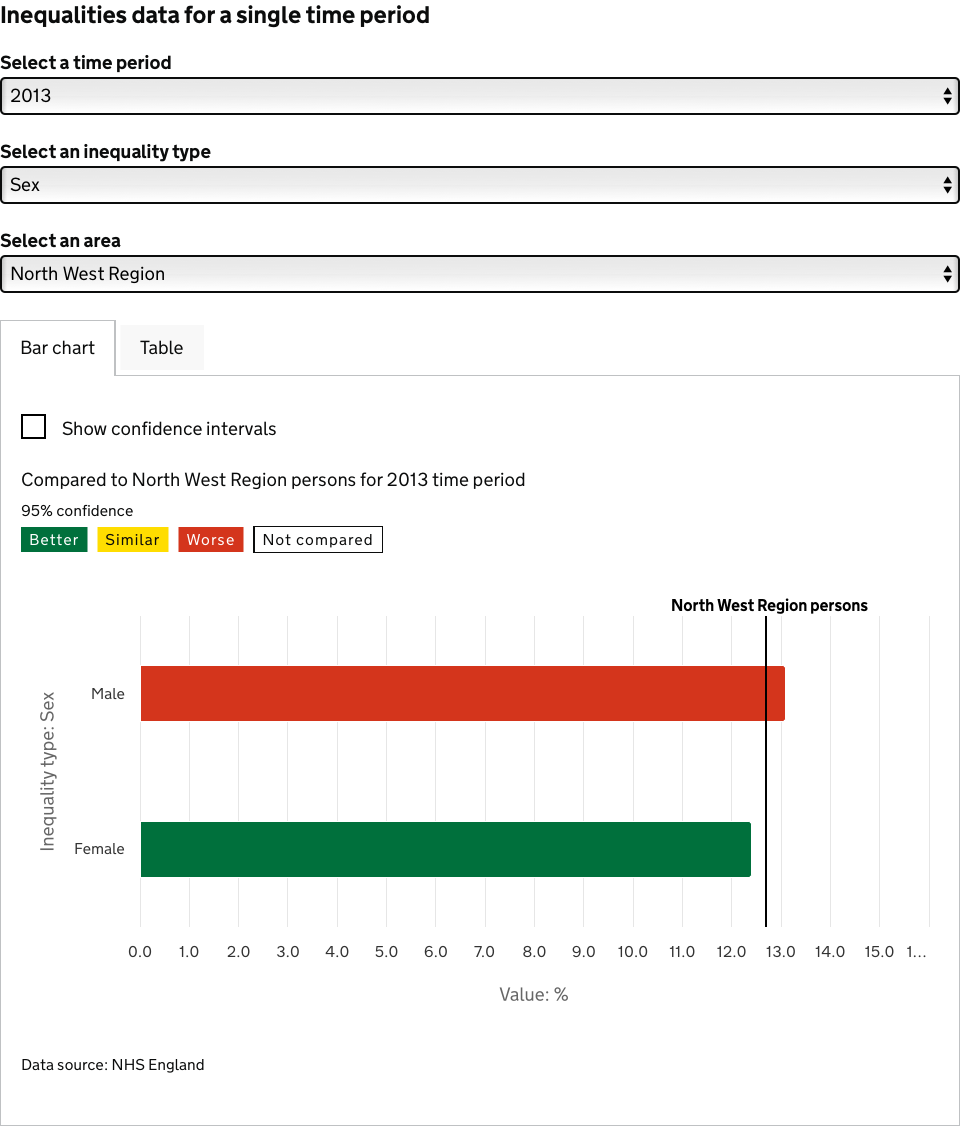 Inequalities data for a single time period
Select a time period
2013
Select an inequality type
Sex
Select an area
North West Region
Bar chart Table
Show confidence intervals
Compared to North West Region persons for 2013 time period
95% confidence
Better Similar Worse Not compared
North West Region persons
Inequality type: Sex
Male
Female
0.0 1.0 2.0 3.0 4.0 5.0 6.0 7.0 8.0 9.0 10.0 11.0 12.0 13.0 14.0 15.0 1…
Value: %
Data source: NHS England